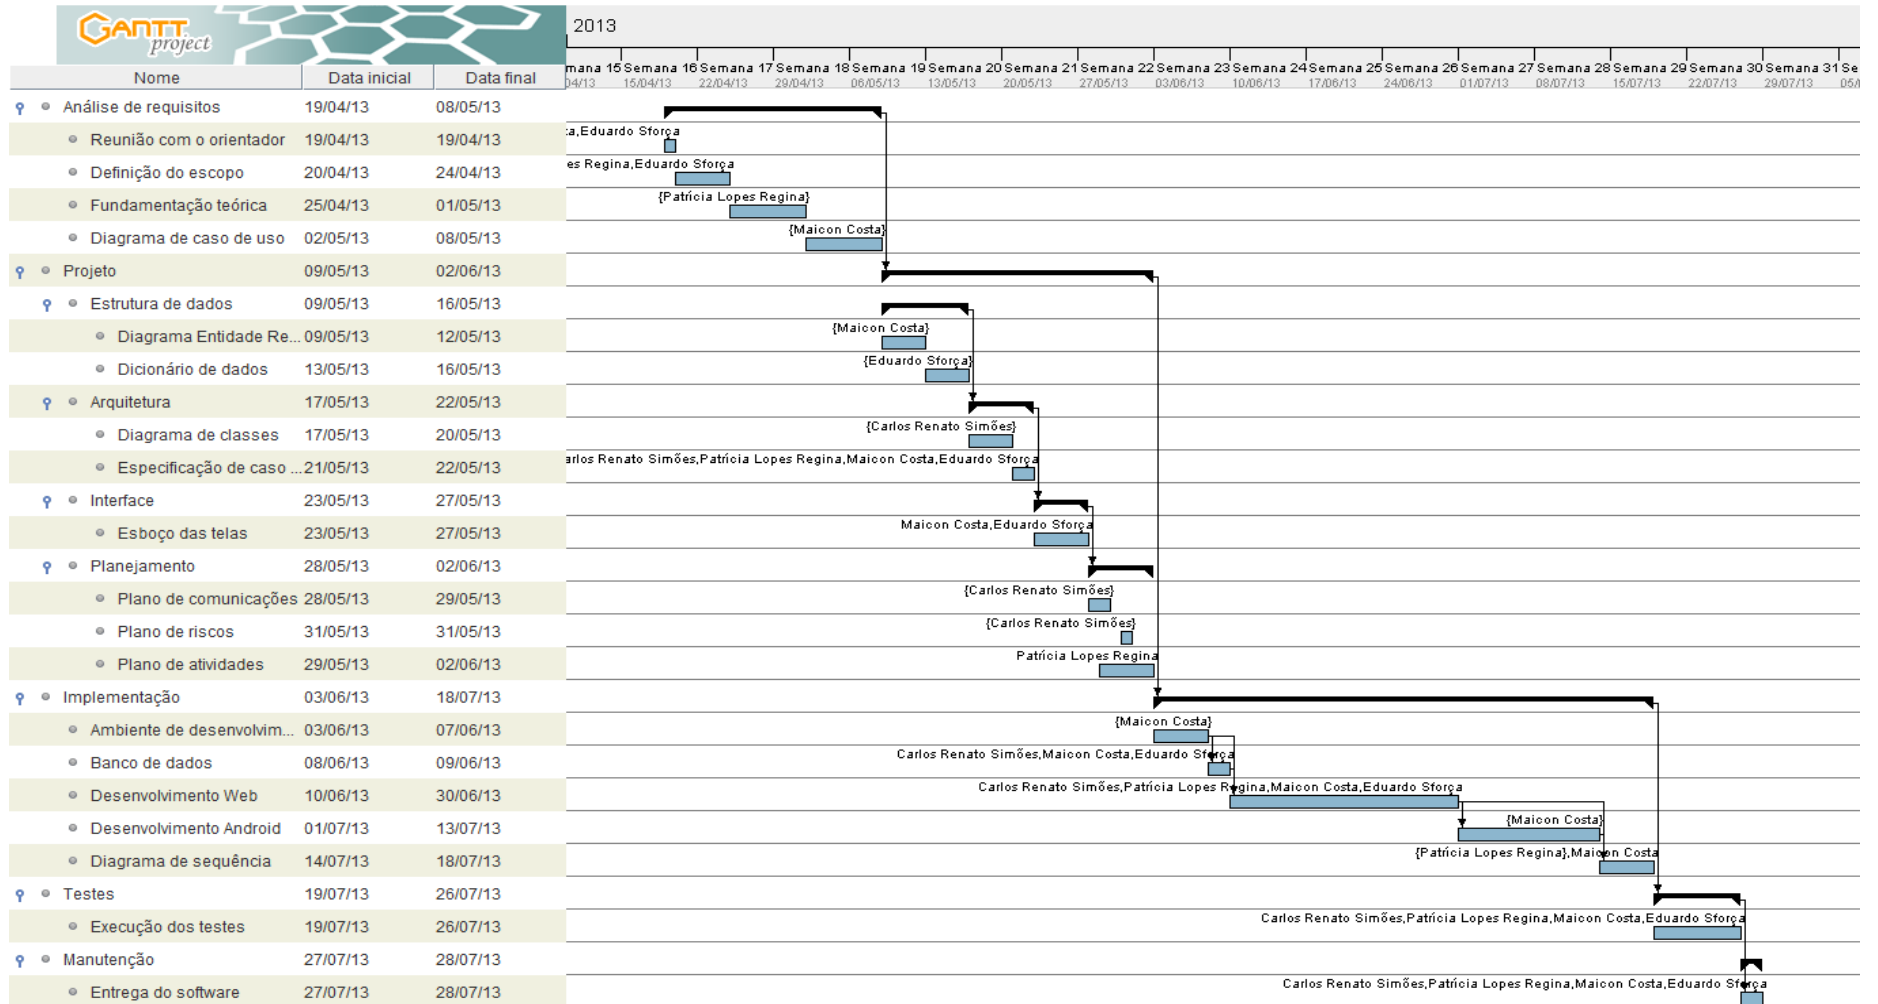 GANTT
project
2013
Nome Data inicial Data final
mana 15 Semana 16 Semana 17 Semana 18 Semana 19 Semana 20 Semana 21 Semana 22 Semana 23 Semana 24 Semana 25 Semana 26 Semana 27 Semana 28 Semana 29 Semana 30 Semana 31 Se
04/13 15/04/13 22/04/13 29/04/13 06/05/13 13/05/13 20/05/13 27/05/13 03/06/13 10/06/13 17/06/13 24/06/13 01/07/13 08/07/13 15/07/13 22/07/13 29/07/13
Análise de requisitos 19/04/13 08/05/13
a,Eduardo Sforça
Reunião com o orientador 19/04/13 19/04/13
es Regina,Eduardo Sforça
Definição do escopo 20/04/13 24/04/13
{Patrícia Lopes Regina}
Fundamentação teórica 25/04/13 01/05/13
{Maicon Costa}
Diagrama de caso de uso 02/05/13 08/05/13
Projeto 09/05/13 02/06/13
Estrutura de dados 09/05/13 16/05/13
{Maicon Costa}
Diagrama Entidade Re... 09/05/13 12/05/13
{Eduardo Sforça}
Dicionário de dados 13/05/13 16/05/13
Arquitetura 17/05/13 22/05/13
{Carlos Renato Simões}
Diagrama de classes 17/05/13 20/05/13
arlos Renato Simões,Patrícia Lopes Regina,Maicon Costa,Eduardo Sforça
Especificação de caso ... 21/05/13 22/05/13
Interface 23/05/13 27/05/13
Maicon Costa,Eduardo Sforça
Esboço das telas 23/05/13 27/05/13
Planejamento 28/05/13 02/06/13
{Carlos Renato Simões}
Plano de comunicações 28/05/13 29/05/13
{Carlos Renato Simões}
Plano de riscos 31/05/13 31/05/13
Patrícia Lopes Regina
Plano de atividades 29/05/13 02/06/13
Implementação 03/06/13 18/07/13
{Maicon Costa}
Ambiente de desenvolvim... 03/06/13 07/06/13
Carlos Renato Simões,Maicon Costa,Eduardo Sforça
Banco de dados 08/06/13 09/06/13
Carlos Renato Simões,Patrícia Lopes Regina,Maicon Costa,Eduardo Sforça
Desenvolvimento Web 10/06/13 30/06/13
{Maicon Costa}
Desenvolvimento Android 01/07/13 13/07/13
{Patrícia Lopes Regina},Maicon Costa
Diagrama de sequência 14/07/13 18/07/13
Testes 19/07/13 26/07/13
Carlos Renato Simões,Patrícia Lopes Regina,Maicon Costa,Eduardo Sforça
Execução dos testes 19/07/13 26/07/13
Manutenção 27/07/13 28/07/13
Carlos Renato Simões,Patrícia Lopes Regina,Maicon Costa,Eduardo Sforça
Entrega do software 27/07/13 28/07/13